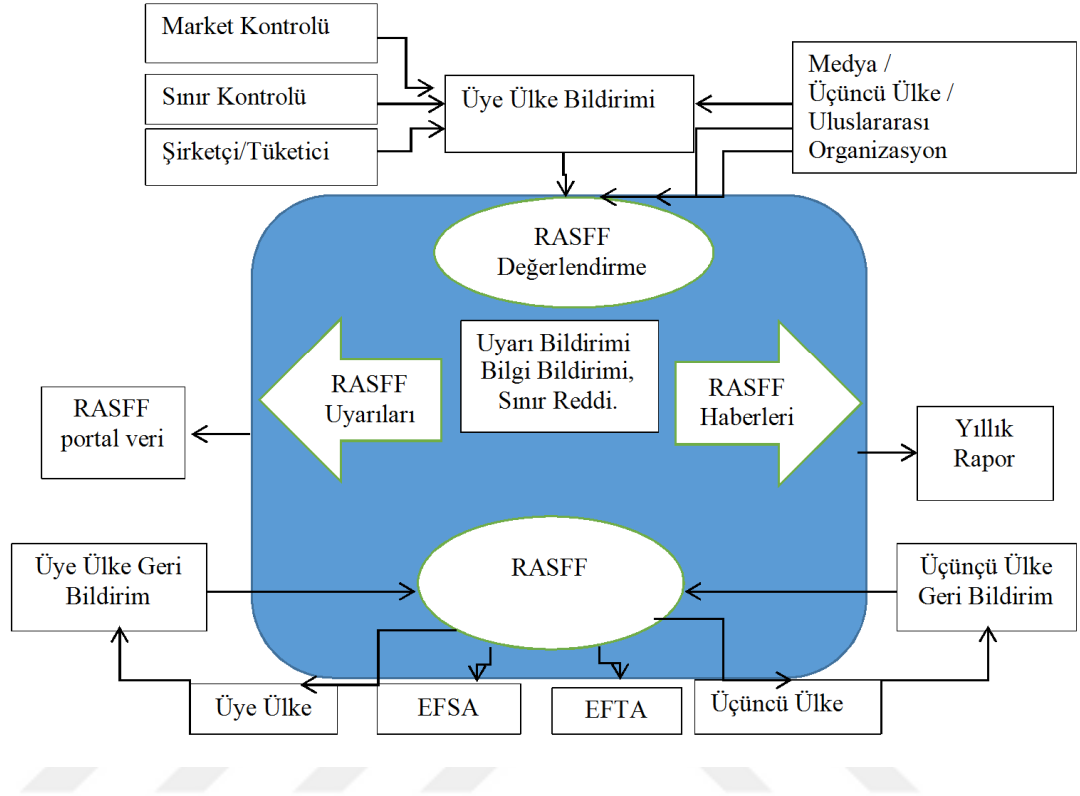 Market Kontrolü
Sınır Kontrolü
Şirketçi/Tüketici
Üye Ülke Bildirimi
Medya /
Üçüncü Ülke /
Uluslararası
Organizasyon
RASFF
Değerlendirme
Uyarı Bildirimi
Bilgi Bildirimi,
Sınır Reddi.
RASFF
Uyarıları
RASFF
Haberleri
RASFF
portal veri
Yıllık
Rapor
Üye Ülke Geri
Bildirim
RASFF
Üçünçü Ülke
Geri Bildirim
Üye Ülke
EFSA
EFTA
Üçüncü Ülke